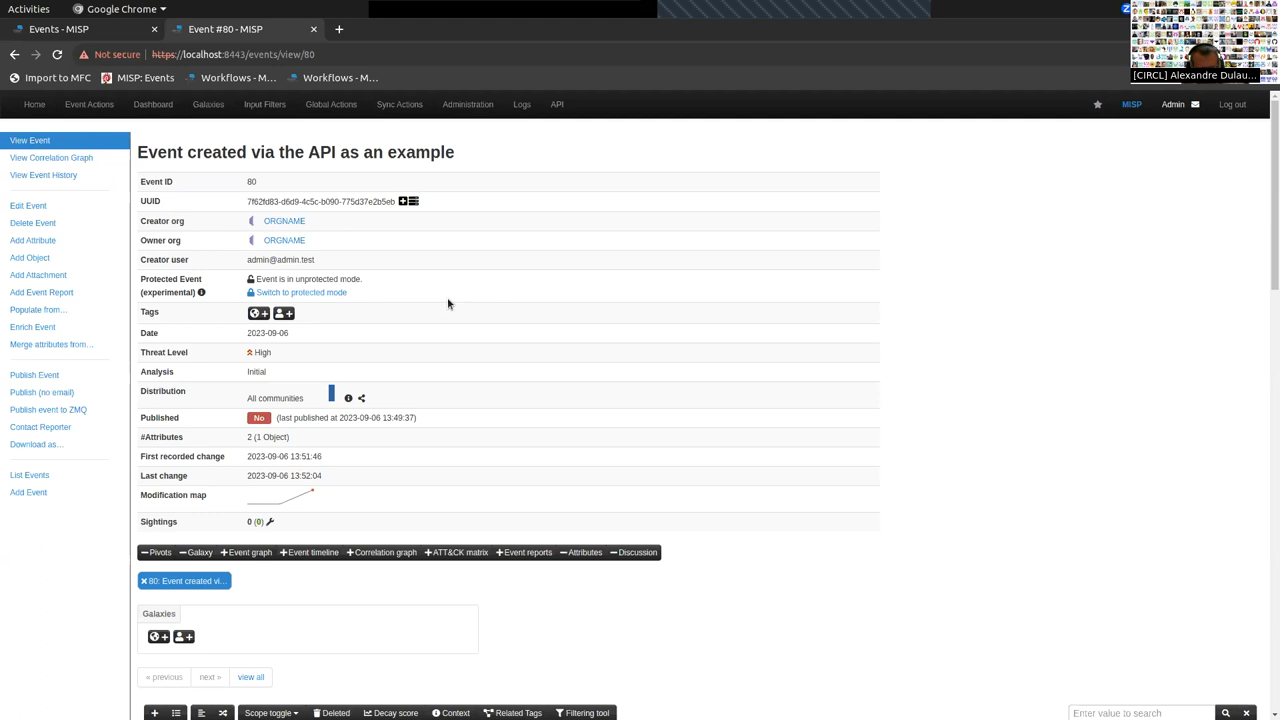 Activities
Google Chrome
Events - MISP
Event #80 - MISP
Not secure https://localhost:8443/events/view/80
Import to MFC
MISP: Events
Workflows - M...
Workflows - M...
[CIRCL] Alexandre Dulau...
Home
Event Actions
Dashboard
Galaxies
Input Filters
Global Actions
Sync Actions
Administration
Logs
API
MISP
Admin
Log out
View Event
View Correlation Graph
View Event History
Edit Event
Delete Event
Add Attribute
Add Object
Add Attachment
Add Event Report
Populate from...
Enrich Event
Merge attributes from...
Publish Event
Publish (no email)
Publish event to ZMQ
Contact Reporter
Download as...
List Events
Add Event
Event created via the API as an example
Event ID 80
UUID 7f62fd83-d6d9-4c5c-b090-775d37e2b5eb
Creator org ORGNAME
Owner org ORGNAME
Creator user admin@admin.test
Protected Event Event is in unprotected mode.
(experimental) Switch to protected mode
Tags
Date 2023-09-06
Threat Level High
Analysis Initial
Distribution
All communities
Published No (last published at 2023-09-06 13:49:37)
#Attributes 2 (1 Object)
First recorded change 2023-09-06 13:51:46
Last change 2023-09-06 13:52:04
Modification map
Sightings 0 (0)
Pivots
Galaxy
Event graph
Event timeline
Correlation graph
ATT&CK matrix
Event reports
Attributes
Discussion
80: Event created vi...
Galaxies
« previous
next »
view all
Scope toggle
Deleted
Decay score
Context
Related Tags
Filtering tool
Enter value to search